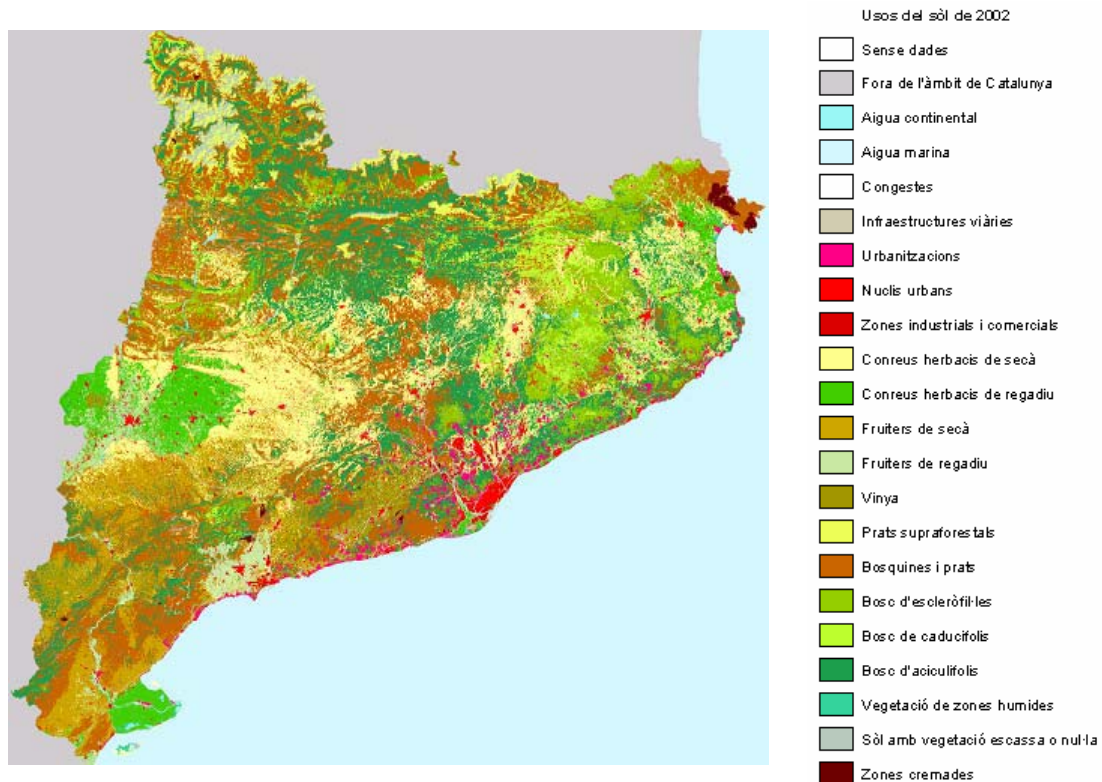 Usos del sòl de 2002
Sense dades
Fora de l'àmbit de Catalunya
Aigua continental
Aigua marina
Congestes
Infraestructures viàries
Urbanitzacions
Nuclis urbans
Zones industrials i comercials
Conreus herbacis de secà
Conreus herbacis de regadiu
Fruiters de secà
Fruiters de regadiu
Vinya
Prats supraforestals
Bosquines i prats
Bosc d'escleròfil·les
Bosc de caducifolis
Bosc d'aciculifolis
Vegetació de zones humides
Sòl amb vegetació escassa o nul·la
Zones cremades